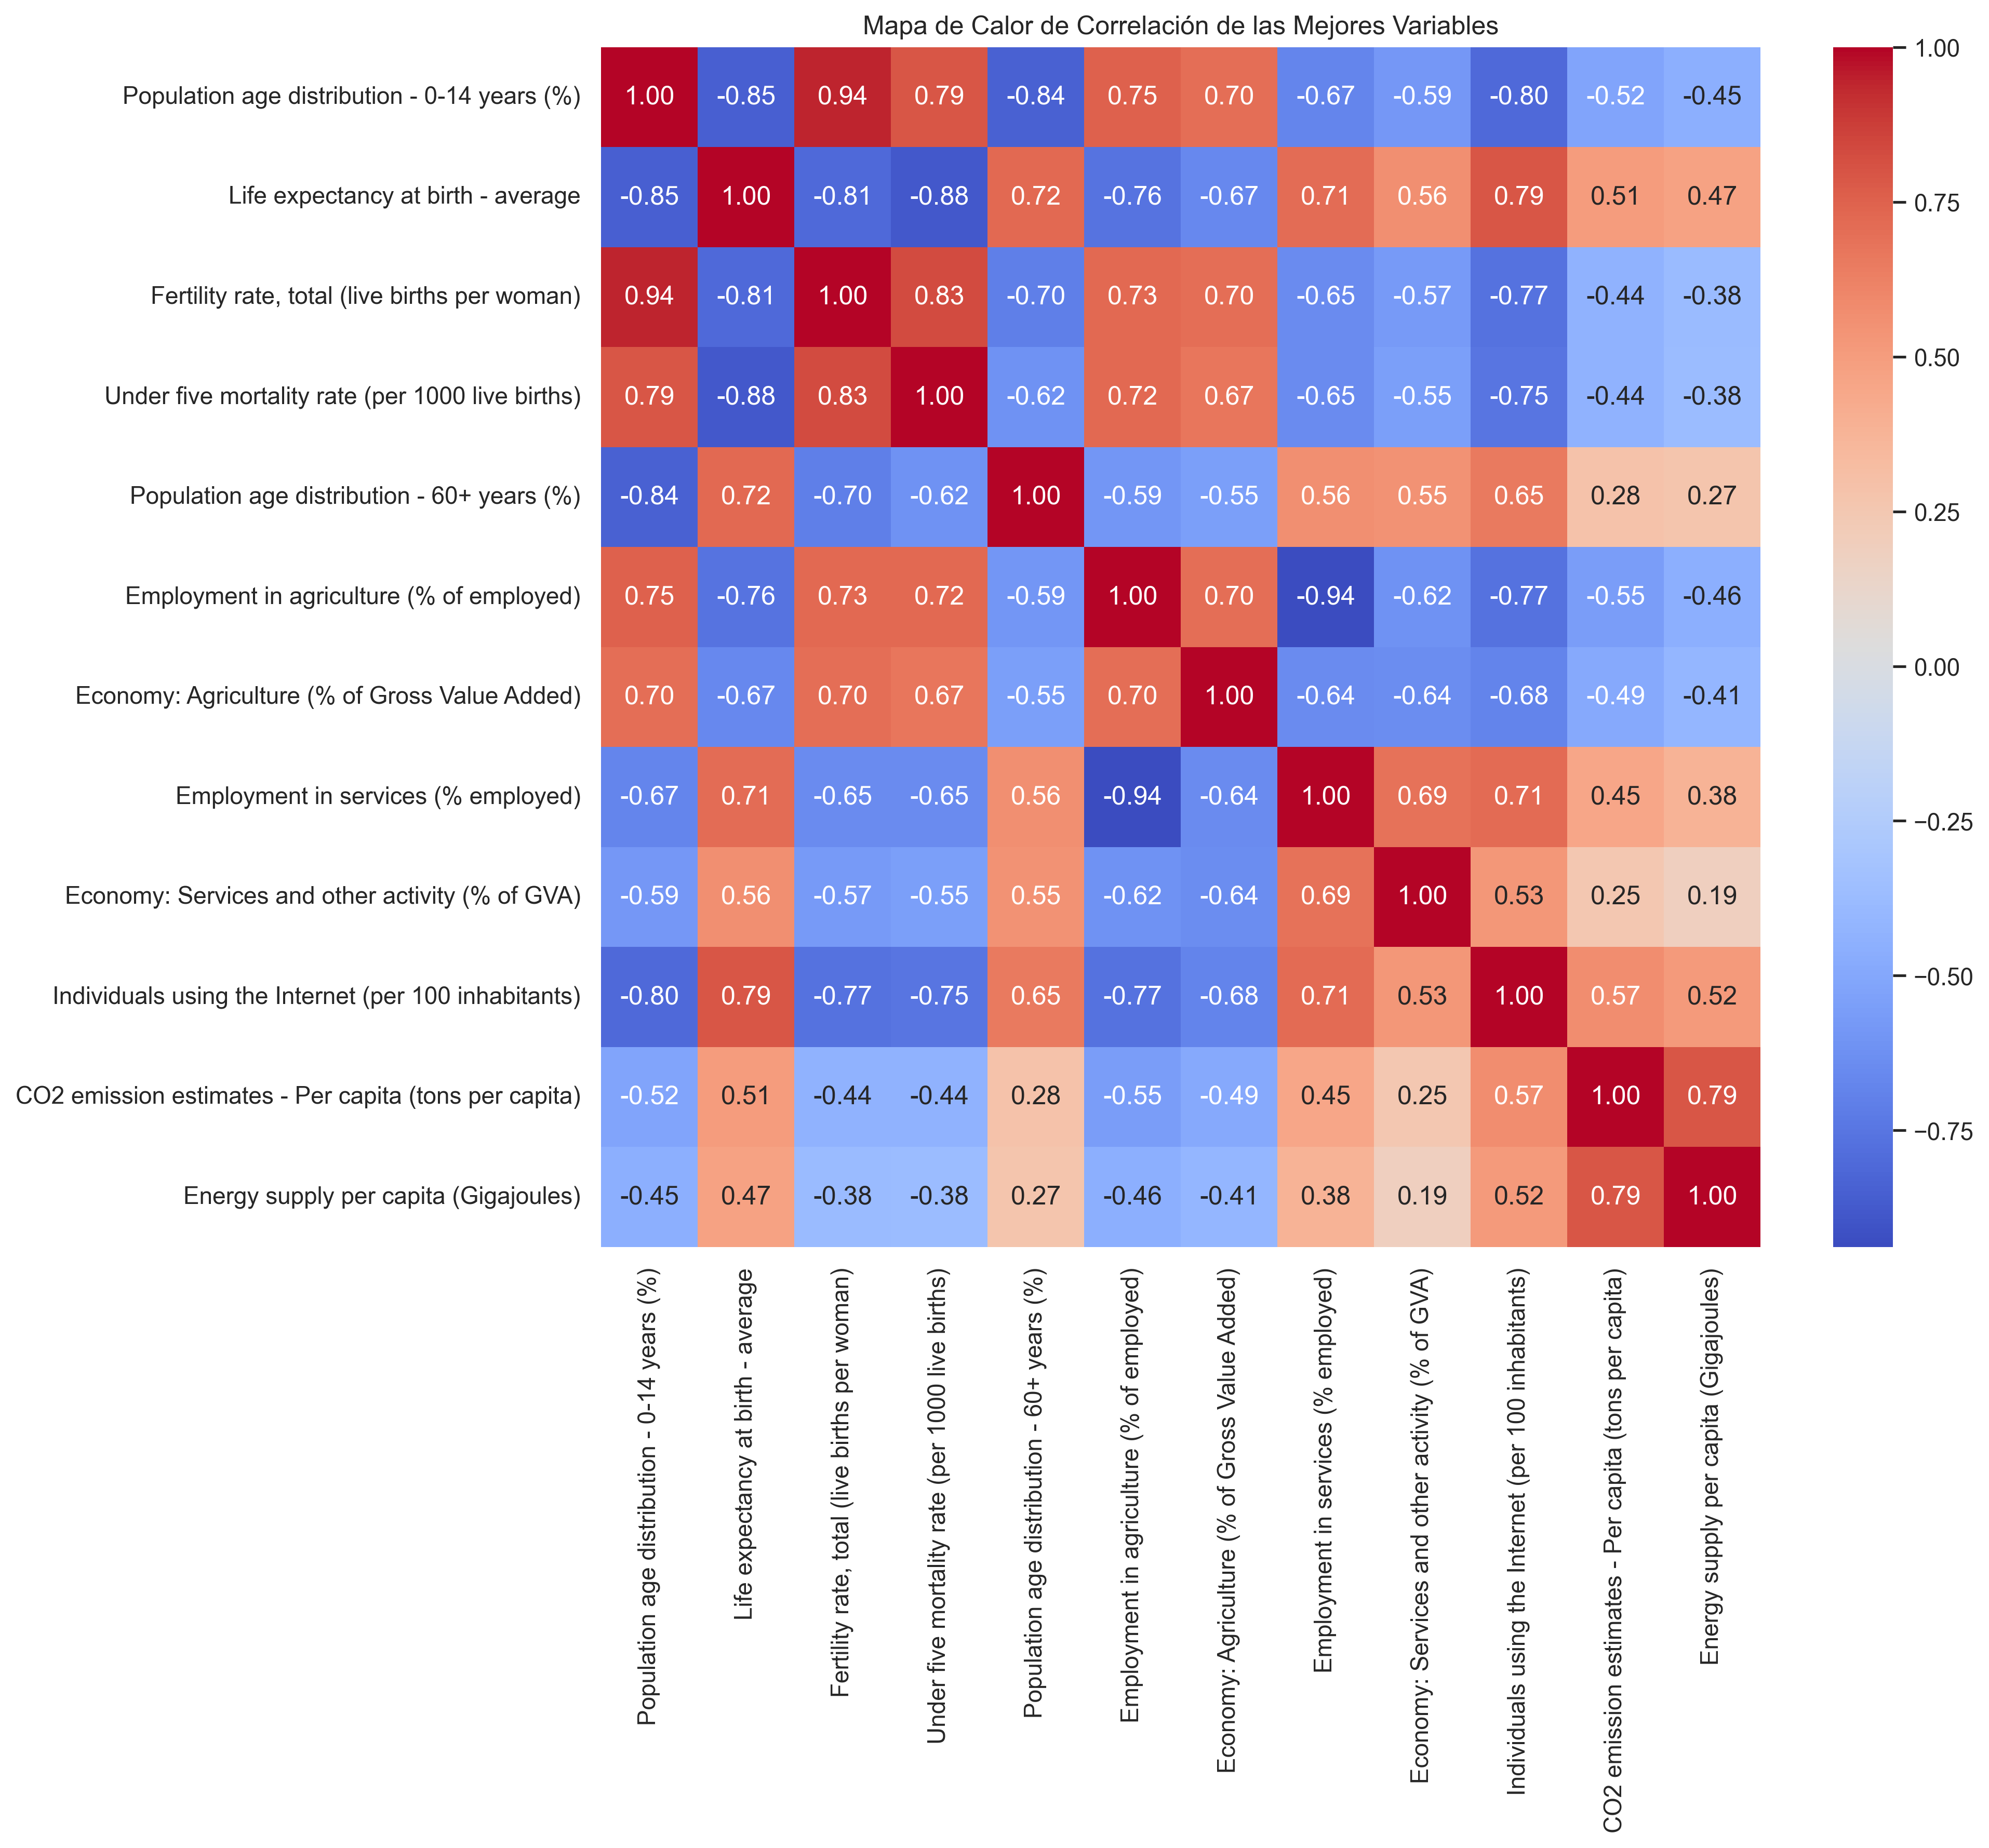 Mapa de Calor de Correlación de las Mejores Variables
Population age distribution - 0-14 years (%) 1.00 -0.85 0.94 0.79 -0.84 0.75 0.70 -0.67 -0.59 -0.80 -0.52 -0.45
Life expectancy at birth - average -0.85 1.00 -0.81 -0.88 0.72 -0.76 -0.67 0.71 0.56 0.79 0.51 0.47
Fertility rate, total (live births per woman) 0.94 -0.81 1.00 0.83 -0.70 0.73 0.70 -0.65 -0.57 -0.77 -0.44 -0.38
Under five mortality rate (per 1000 live births) 0.79 -0.88 0.83 1.00 -0.62 0.72 0.67 -0.65 -0.55 -0.75 -0.44 -0.38
Population age distribution - 60+ years (%) -0.84 0.72 -0.70 -0.62 1.00 -0.59 -0.55 0.56 0.55 0.65 0.28 0.27
Employment in agriculture (% of employed) 0.75 -0.76 0.73 0.72 -0.59 1.00 0.70 -0.94 -0.62 -0.77 -0.55 -0.46
Economy: Agriculture (% of Gross Value Added) 0.70 -0.67 0.70 0.67 -0.55 0.70 1.00 -0.64 -0.64 -0.68 -0.49 -0.41
Employment in services (% employed) -0.67 0.71 -0.65 -0.65 0.56 -0.94 -0.64 1.00 0.69 0.71 0.45 0.38
Economy: Services and other activity (% of GVA) -0.59 0.56 -0.57 -0.55 0.55 -0.62 -0.64 0.69 1.00 0.53 0.25 0.19
Individuals using the Internet (per 100 inhabitants) -0.80 0.79 -0.77 -0.75 0.65 -0.77 -0.68 0.71 0.53 1.00 0.57 0.52
CO2 emission estimates - Per capita (tons per capita) -0.52 0.51 -0.44 -0.44 0.28 -0.55 -0.49 0.45 0.25 0.57 1.00 0.79
Energy supply per capita (Gigajoules) -0.45 0.47 -0.38 -0.38 0.27 -0.46 -0.41 0.38 0.19 0.52 0.79 1.00
Population age distribution - 0-14 years (%)
Life expectancy at birth - average
Fertility rate, total (live births per woman)
Under five mortality rate (per 1000 live births)
Population age distribution - 60+ years (%)
Employment in agriculture (% of employed)
Economy: Agriculture (% of Gross Value Added)
Employment in services (% employed)
Economy: Services and other activity (% of GVA)
Individuals using the Internet (per 100 inhabitants)
CO2 emission estimates - Per capita (tons per capita)
Energy supply per capita (Gigajoules)
1.00
0.75
0.50
0.25
0.00
−0.25
−0.50
−0.75